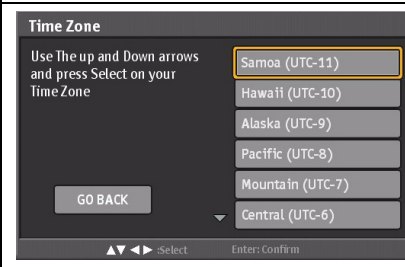 Time Zone
Use The up and Down arrows
and press Select on your
Time Zone
GO BACK
Samoa (UTC-11)
Hawaii (UTC-10)
Alaska (UTC-9)
Pacific (UTC-8)
Mountain (UTC-7)
Central (UTC-6)
▲▼ ◀▶ :Select Enter: Confirm